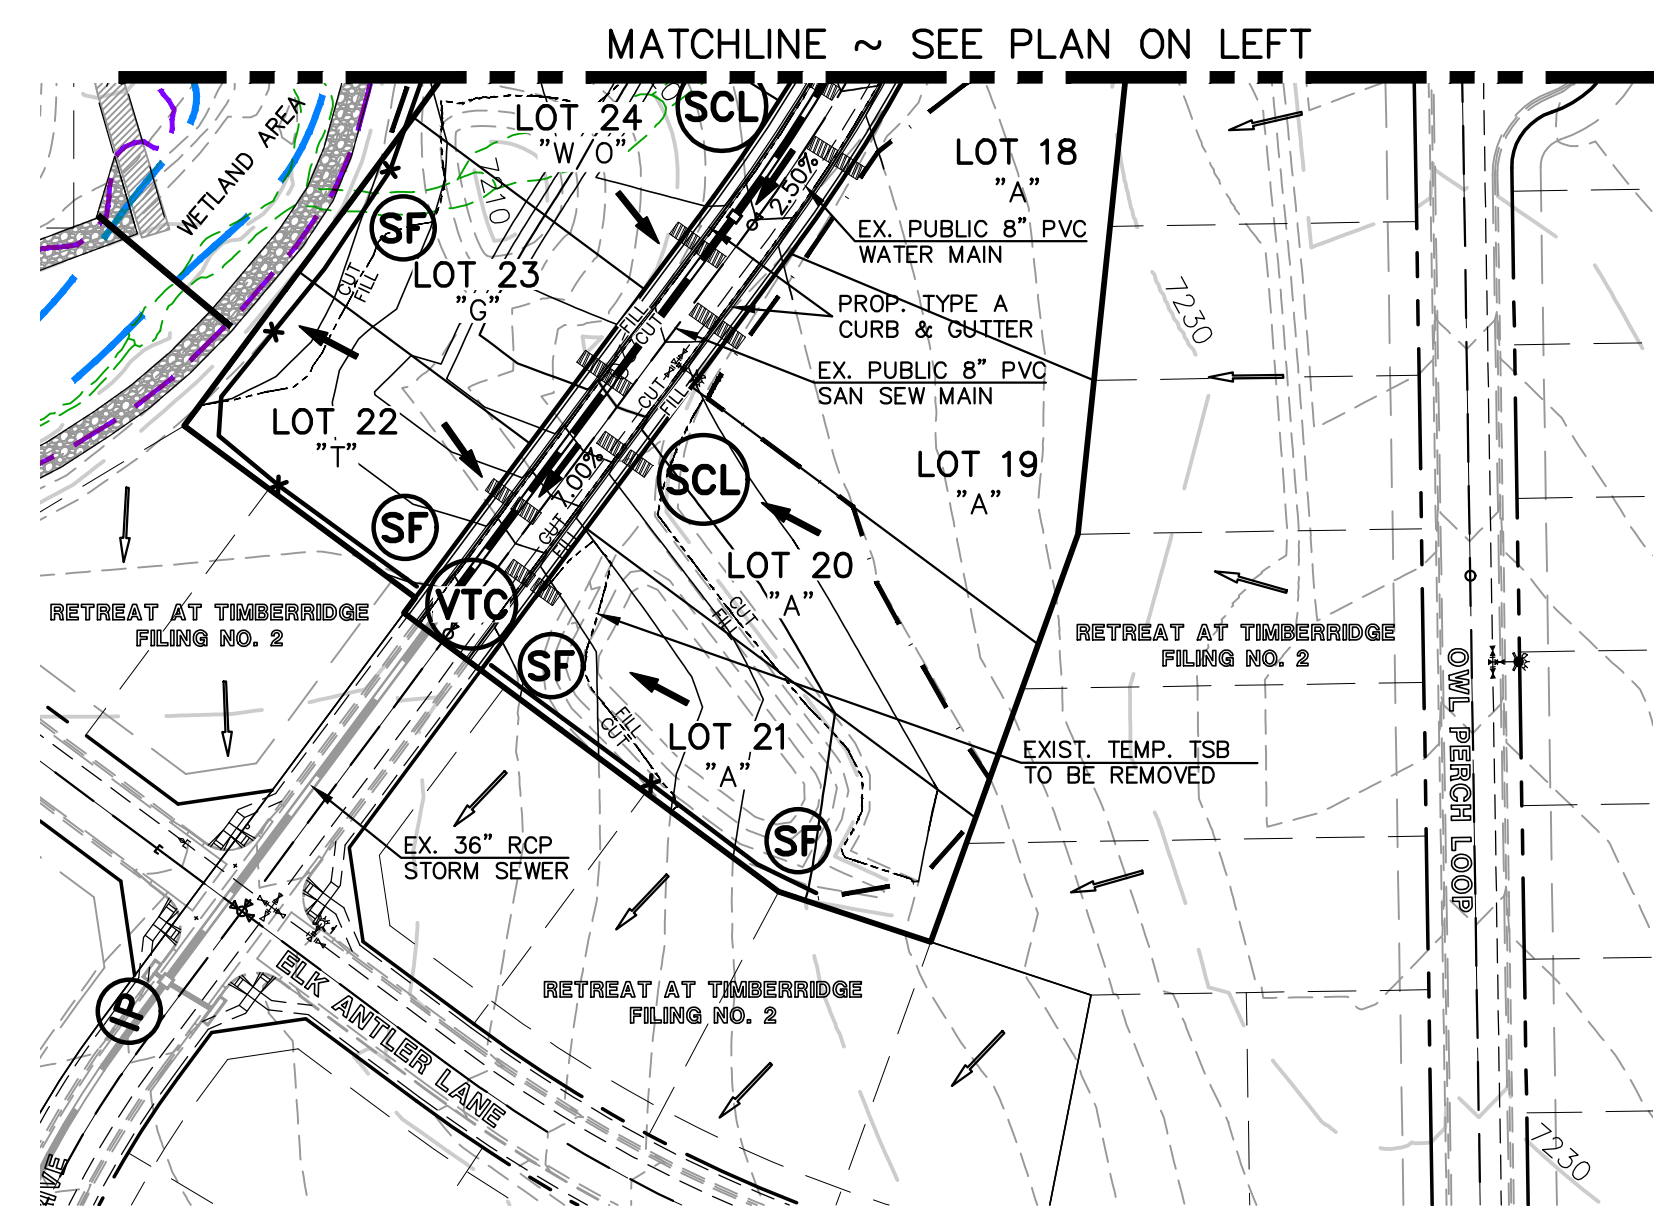 MATCHLINE ~ SEE PLAN ON LEFT
SCL
LOT 24
"W/O"
WETLAND AREA
7210
SF
LOT 18
"A"
2.50%
EX. PUBLIC 8" PVC
WATER MAIN
LOT 23
"G"
CUT
FILL
PROP. TYPE A
CURB & GUTTER
FILL
CUT
7230
EX. PUBLIC 8" PVC
SAN SEW MAIN
CUT
FILL
LOT 22
"T"
LOT 19
"A"
SCL
1.00%
SF
CUT
FILL
LOT 20
"A"
CUT
FILL
VTC
RETREAT AT TIMBERRIDGE
FILING NO. 2
RETREAT AT TIMBERRIDGE
FILING NO. 2
SF
FILL
CUT
LOT 21
"A"
EXIST. TEMP. TSB
TO BE REMOVED
OWL PERCH LOOP
EX. 36" RCP
STORM SEWER
SF
IP
ELK ANTLER LANE
RETREAT AT TIMBERRIDGE
FILING NO. 2
7230